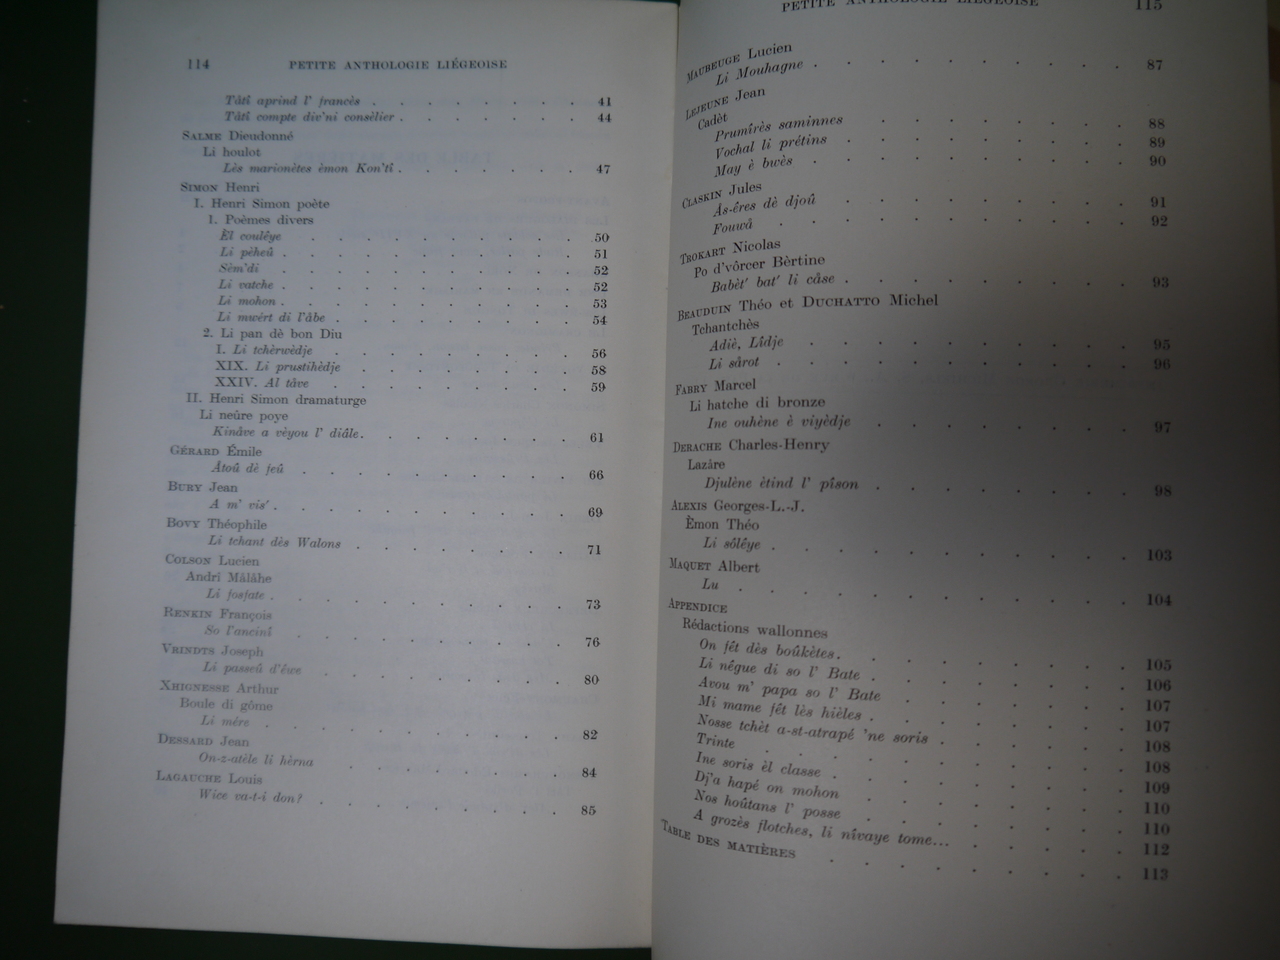 114 PETITE ANTHOLOGIE LIÉGEOISE
Tâtî aprind l' francès . . . . . . . 41
Tâtî compte div'ni consèlier . . . . . . . 44
SALME Dieudonné
Li houlot
Lès marionètes èmon Kon'tî . . . . . . . 47
SIMON Henri
I. Henri Simon poète
1. Poèmes divers
Èl coulêye . . . . . . . 50
Li pèheû . . . . . . . 51
Sèm'di . . . . . . . 52
Li vatche . . . . . . . 52
Li mohon . . . . . . . 53
Li mwért di l'âbe . . . . . . . 54
2. Li pan dè bon Diu
I. Li tchèrwèdje . . . . . . . 56
XIX. Li prustihèdje . . . . . . . 58
XXIV. Al tâve . . . . . . . 59
II. Henri Simon dramaturge
Li neûre poye
Kinâve a vèyou l' diâle . . . . . . . 61
GÉRARD Émile
Âtoû dè feû . . . . . . . 66
BURY Jean
A m' vis' . . . . . . . 69
BOVY Théophile
Li tchant dès Walons . . . . . . . 71
COLSON Lucien
Andrî Mâlâhe
Li fosfate . . . . . . . 73
RENKIN François
So l'ancinî . . . . . . . 76
VRINDTS Joseph
Li passeû d'êwe . . . . . . . 80
XHIGNESSE Arthur
Boule di gôme
Li mére . . . . . . . 82
DESSARD Jean
On-z-atèle li hèrna . . . . . . . 84
LAGAUCHE Louis
Wice va-t-i don? . . . . . . . 85
PETITE ANTHOLOGIE LIÉGEOISE 115
MAUBEUGE Lucien
Li Mouhagne . . . . . . . 87
LEJEUNE Jean
Cadèt
Prumîrès saminnes . . . . . . . 88
Vochal li prétins . . . . . . . 89
May è bwès . . . . . . . 90
CLASKIN Jules
Âs-êres dè djoû . . . . . . . 91
Fouwâ . . . . . . . 92
TROKART Nicolas
Po d'vôrcer Bèrtine
Babèt' bat' li câse . . . . . . . 93
BEAUDUIN Théo et DUCHATTO Michel
Tchantchès
Adiè, Lîdje . . . . . . . 95
Li sârot . . . . . . . 96
FABRY Marcel
Li hatche di bronze
Ine ouhène è viyèdje . . . . . . . 97
DERACHE Charles-Henry
Lazâre
Djulène ètind l' pîson . . . . . . . 98
ALEXIS Georges-L.-J.
Èmon Théo
Li sôlêye . . . . . . . 103
MAQUET Albert
Lu . . . . . . . 104
APPENDICE
Rédactions wallonnes
On fêt dès boûkètes . . . . . . . 105
Li nêgue di so l' Bate . . . . . . . 106
Avou m' papa so l' Bate . . . . . . . 107
Mi mame fêt lès hièles . . . . . . . 107
Nosse tchèt a-st-atrapé 'ne soris . . . . . . . 108
Trinte . . . . . . . 108
Ine soris èl classe . . . . . . . 109
Dj'a hapé on mohon . . . . . . . 110
Nos hoûtans l' posse . . . . . . . 110
A grozès flotches, li nîvaye tome... . . . . . . . 112
TABLE DES MATIÈRES . . . . . . . 113